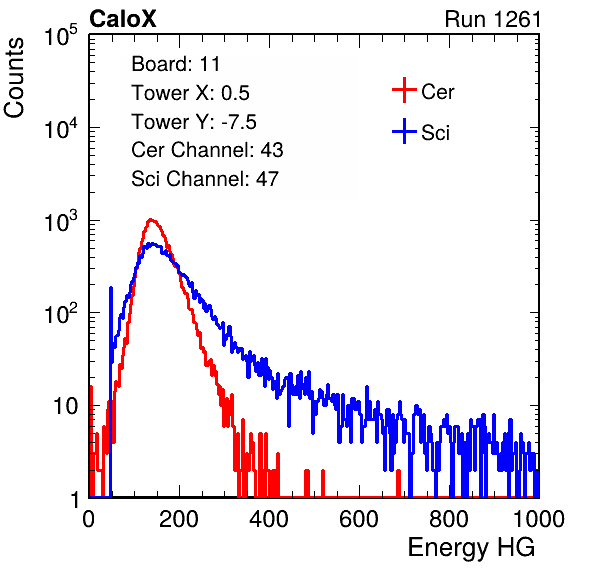 CaloX Run 1261
Counts
10^5
10^4
10^3
10^2
10
1
Board: 11
Tower X: 0.5
Tower Y: -7.5
Cer Channel: 43
Sci Channel: 47
Cer
Sci
0 200 400 600 800 1000
Energy HG